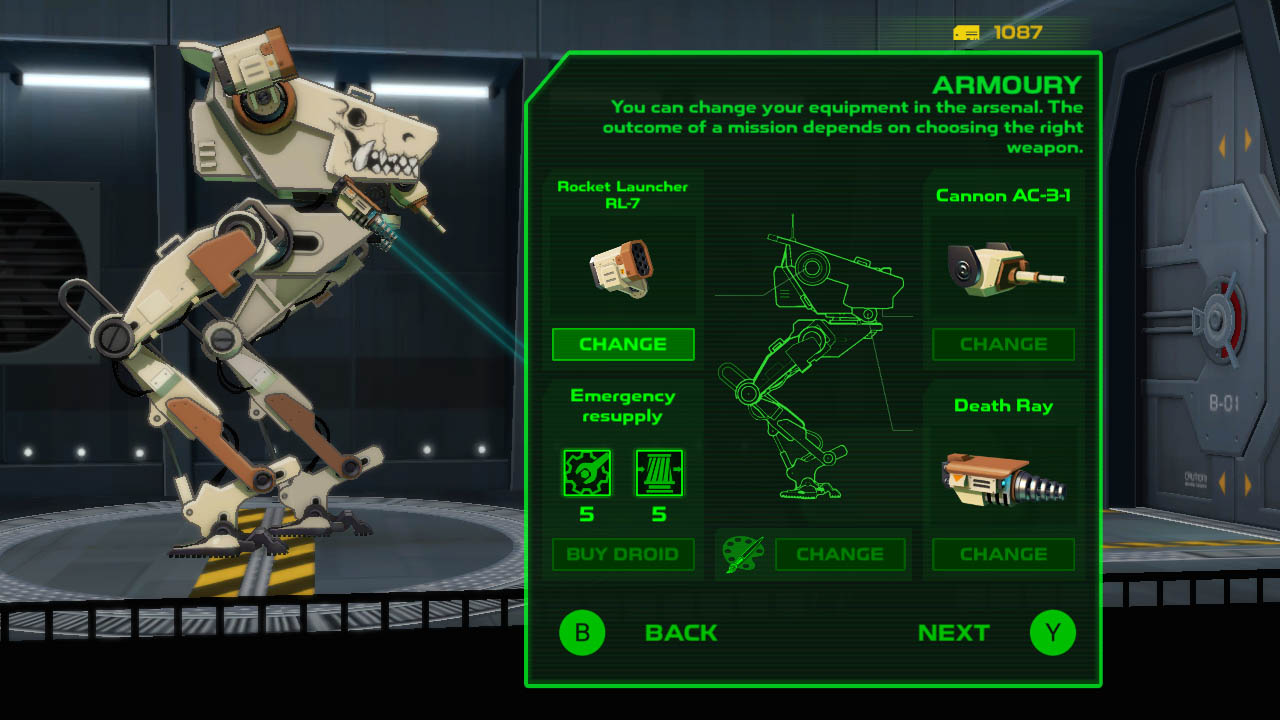 1087
ARMOURY
You can change your equipment in the arsenal. The
outcome of a mission depends on choosing the right
weapon.
Rocket Launcher
RL-7
CHANGE
Cannon AC-3-1
CHANGE
Emergency
resupply
5 5
BUY DROID
CHANGE
Death Ray
CHANGE
B BACK
NEXT Y
B-01
CAUTION